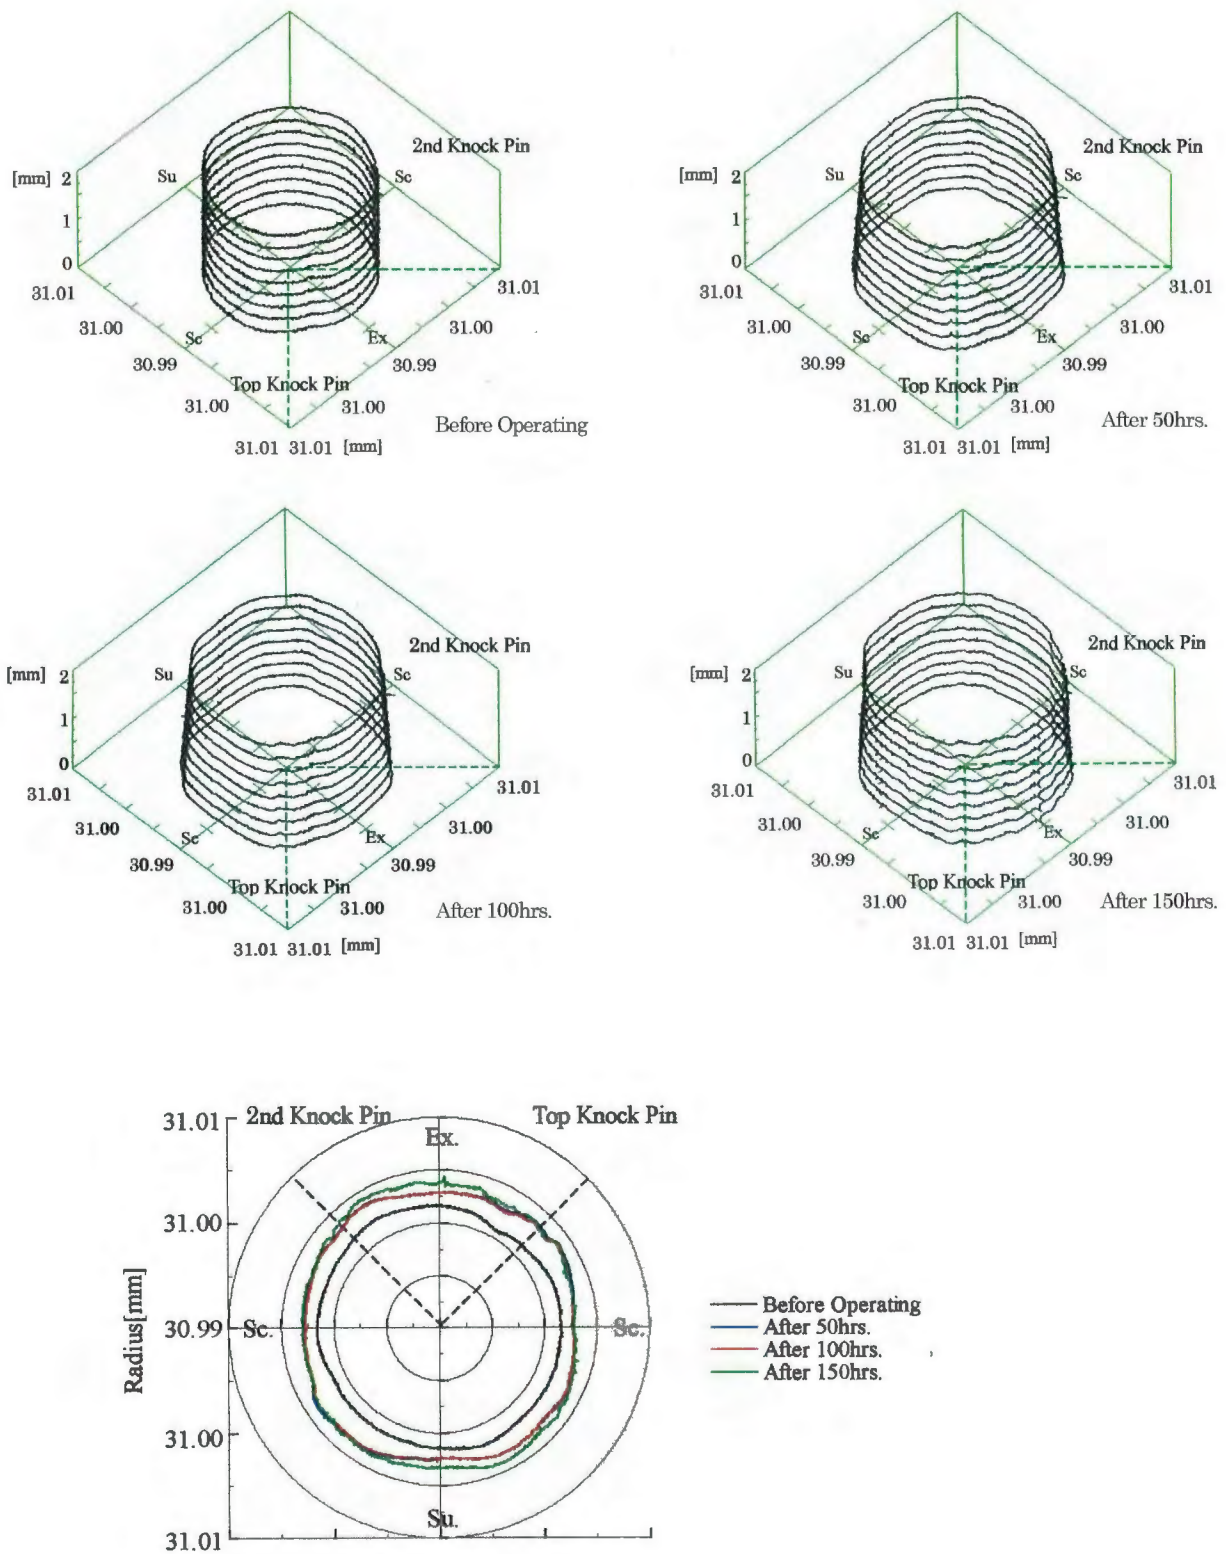 2nd Knock Pin
[mm] 2
Su
Sc
1
0
31.01
31.01
31.00
31.00
Sc
Ex
30.99
30.99
Top Knock Pin
31.00
31.00
Before Operating
31.01 31.01 [mm]
2nd Knock Pin
[mm] 2
Su
Sc
1
0
31.01
31.01
31.00
31.00
Sc
Ex
30.99
30.99
Top Knock Pin
31.00
31.00
After 50hrs.
31.01 31.01 [mm]
2nd Knock Pin
[mm] 2
Su
Sc
1
0
31.01
31.01
31.00
31.00
Sc
Ex
30.99
30.99
Top Knock Pin
31.00
31.00
After 100hrs.
31.01 31.01 [mm]
2nd Knock Pin
[mm] 2
Su
Sc
1
0
31.01
31.01
31.00
31.00
Sc
Ex
30.99
30.99
Top Knock Pin
31.00
31.00
After 150hrs.
31.01 31.01 [mm]
31.01
2nd Knock Pin
Top Knock Pin
Ex.
31.00
Radius[mm]
30.99
Sc.
Sc.
31.00
Su.
31.01
Before Operating
After 50hrs.
After 100hrs.
After 150hrs.